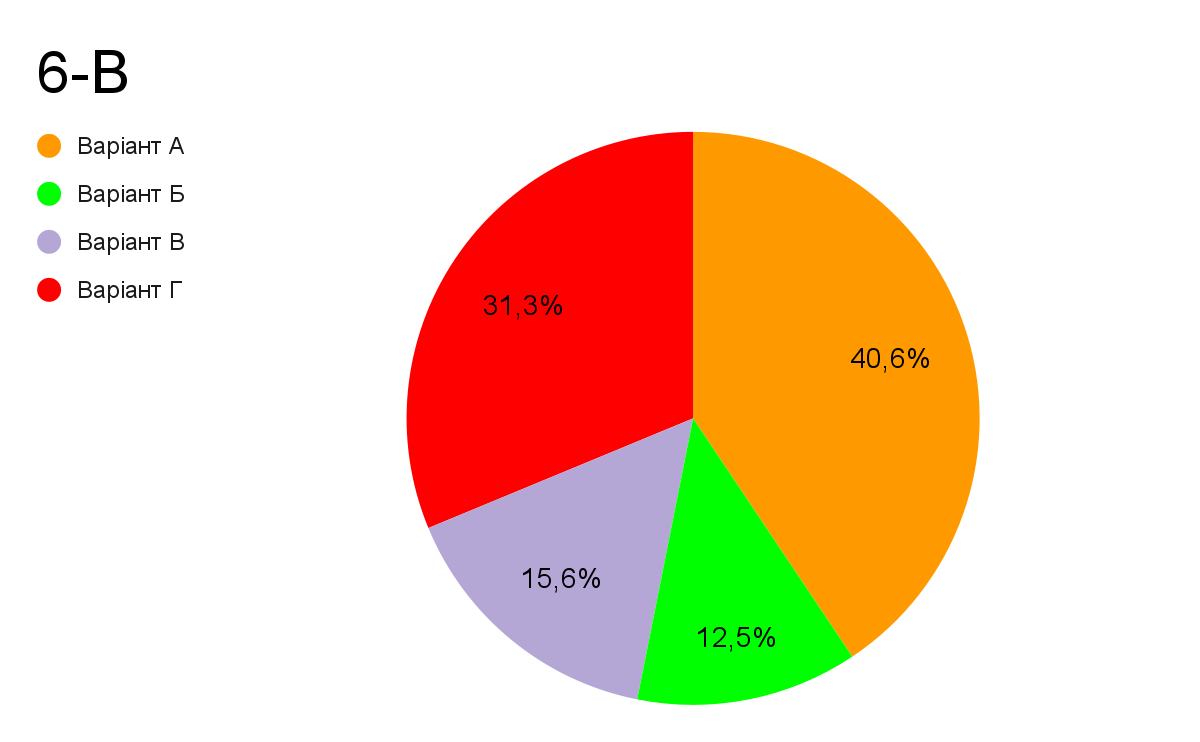 6-В
Варіант А
Варіант Б
Варіант В
Варіант Г
31,3%
40,6%
15,6%
12,5%